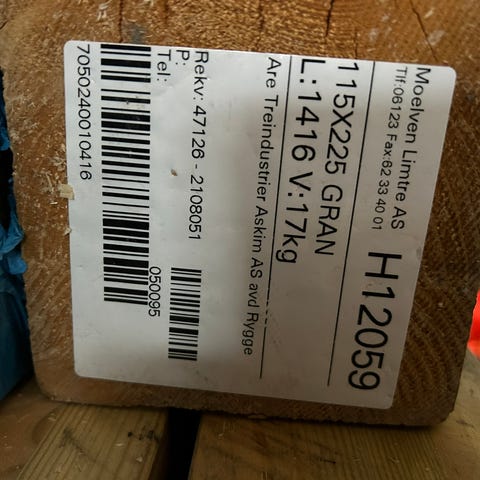 Moelven Limtre AS
Tlf:06123 Fax:62 33 40 01
H12059
115X225 GRAN
L:1416 V:17kg
Are Treindustrier Askim AS avd Rygge
Rekv: 47126 - 2108051
P:
Tel:
050095
7050240010416